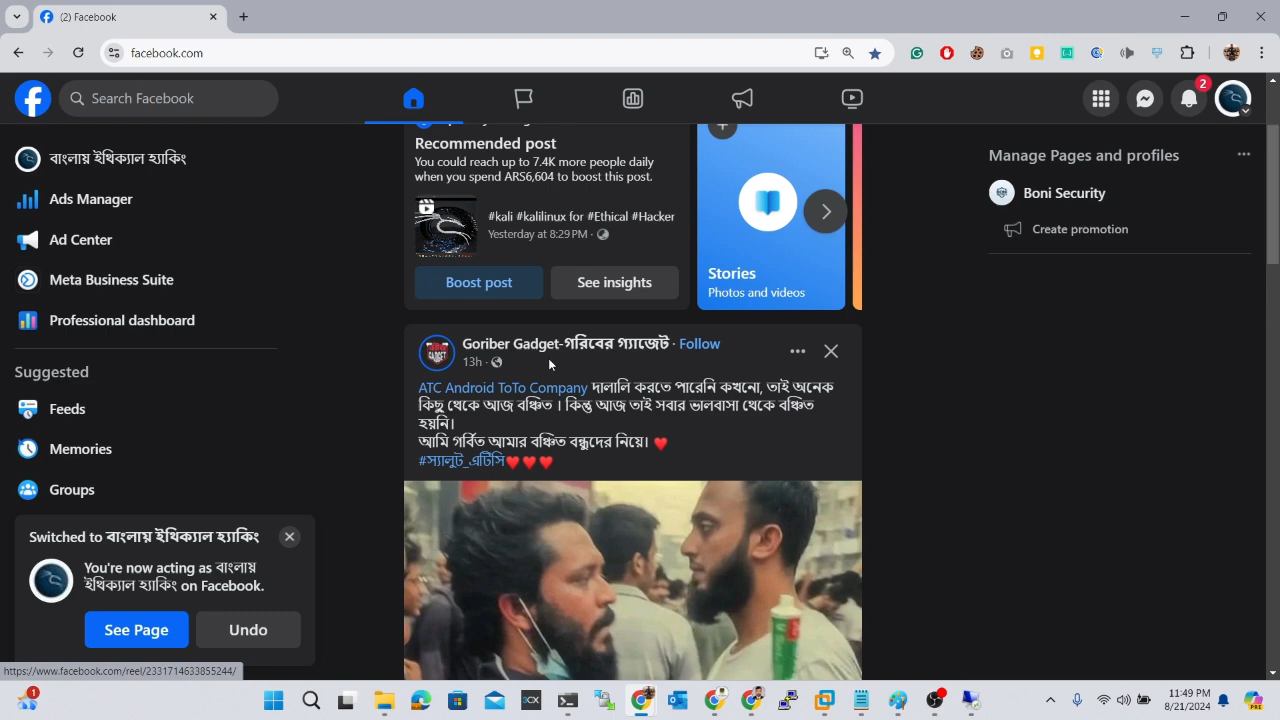 (2) Facebook
facebook.com
Search Facebook
2
বাংলায় ইথিক্যাল হ্যাকিং
Ads Manager
Ad Center
Meta Business Suite
Professional dashboard
Suggested
Feeds
Memories
Groups
Switched to বাংলায় ইথিক্যাল হ্যাকিং
You're now acting as বাংলায়
ইথিক্যাল হ্যাকিং on Facebook.
See Page
Undo
https://www.facebook.com/reel/2331714633855244/
Recommended post
You could reach up to 7.4K more people daily
when you spend ARS6,604 to boost this post.
#kali #kalilinux for #Ethical #Hacker
Yesterday at 8:29 PM ·
Boost post
See insights
Stories
Photos and videos
Goriber Gadget-গরিবের গ্যাজেট · Follow
13h ·
ATC Android ToTo Company দালালি করতে পারেনি কখনো, তাই অনেক
কিছু থেকে আজ বঞ্চিত । কিন্তু আজ তাই সবার ভালবাসা থেকে বঞ্চিত
হয়নি।
আমি গর্বিত আমার বঞ্চিত বন্ধুদের নিয়ে। ❤️
#স্যালুট_এটিসি❤️❤️❤️
Manage Pages and profiles
Boni Security
Create promotion
1
11:49 PM
8/21/2024